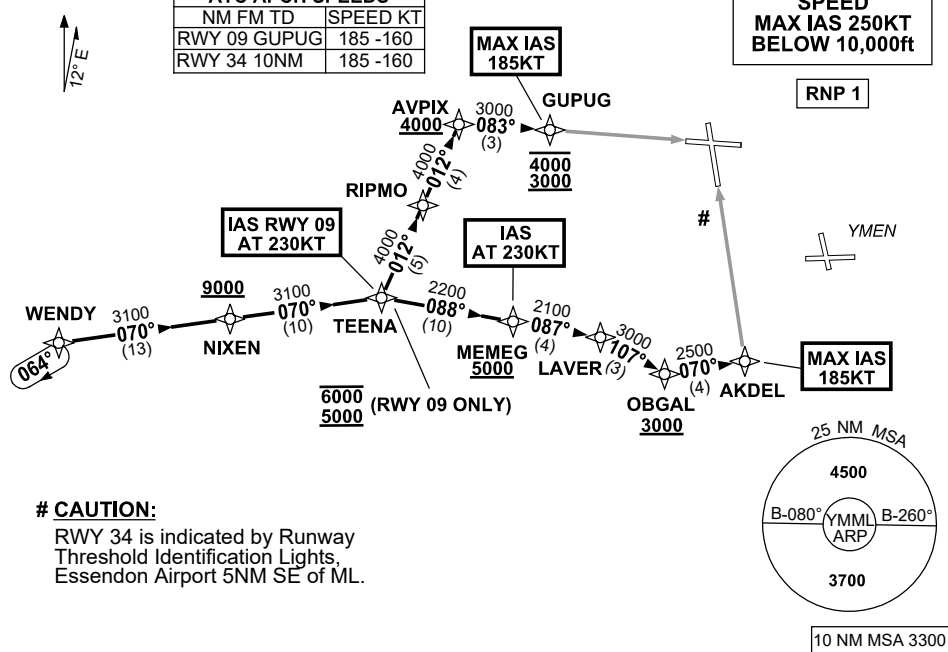 NM FM TD SPEED KT
RWY 09 GUPUG 185 -160
RWY 34 10NM 185 -160
SPEED
MAX IAS 250KT
BELOW 10,000ft
RNP 1
12° E
MAX IAS
185KT
AVPIX
4000
3000
083°
(3)
GUPUG
4000
3000
4000
012°
(4)
RIPMO
4000
012°
(5)
IAS RWY 09
AT 230KT
IAS
AT 230KT
#
YMEN
WENDY
064°
3100
070°
(13)
9000
NIXEN
3100
070°
(10)
TEENA
2200
088°
(10)
MEMEG
5000
2100
087°
(4)
LAVER
3000
107°
(3)
OBGAL
3000
2500
070°
(4)
AKDEL
MAX IAS
185KT
6000
5000
(RWY 09 ONLY)
# CAUTION:
RWY 34 is indicated by Runway
Threshold Identification Lights,
Essendon Airport 5NM SE of ML.
25 NM MSA
4500
B-080° YMML B-260°
ARP
3700
10 NM MSA 3300